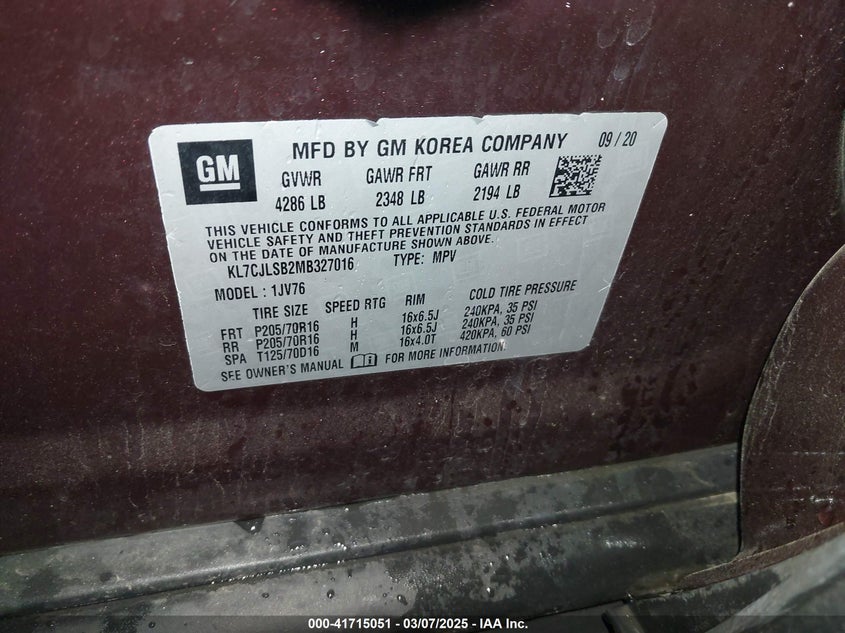 GM
MFD BY GM KOREA COMPANY 09/20
GVWR GAWR FRT GAWR RR
4286 LB 2348 LB 2194 LB
THIS VEHICLE CONFORMS TO ALL APPLICABLE U.S. FEDERAL MOTOR
VEHICLE SAFETY AND THEFT PREVENTION STANDARDS IN EFFECT
ON THE DATE OF MANUFACTURE SHOWN ABOVE.
KL7CJLSB2MB327016 TYPE: MPV
MODEL : 1JV76
TIRE SIZE SPEED RTG RIM COLD TIRE PRESSURE
FRT P205/70R16 H 16x6.5J 240KPA, 35 PSI
RR P205/70R16 H 16x6.5J 240KPA, 35 PSI
SPA T125/70D16 M 16x4.0T 420KPA, 60 PSI
SEE OWNER'S MANUAL FOR MORE INFORMATION.
000-41715051 — 03/07/2025 - IAA Inc.